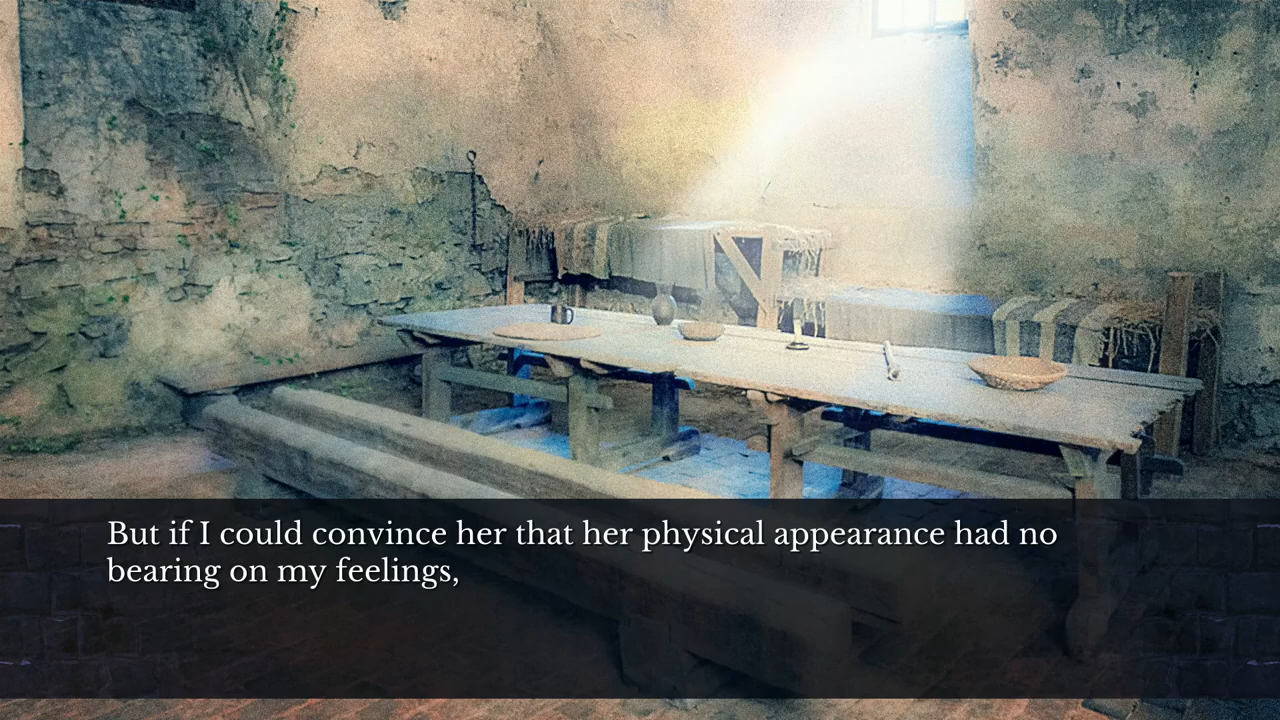 But if I could convince her that her physical appearance had no
bearing on my feelings,